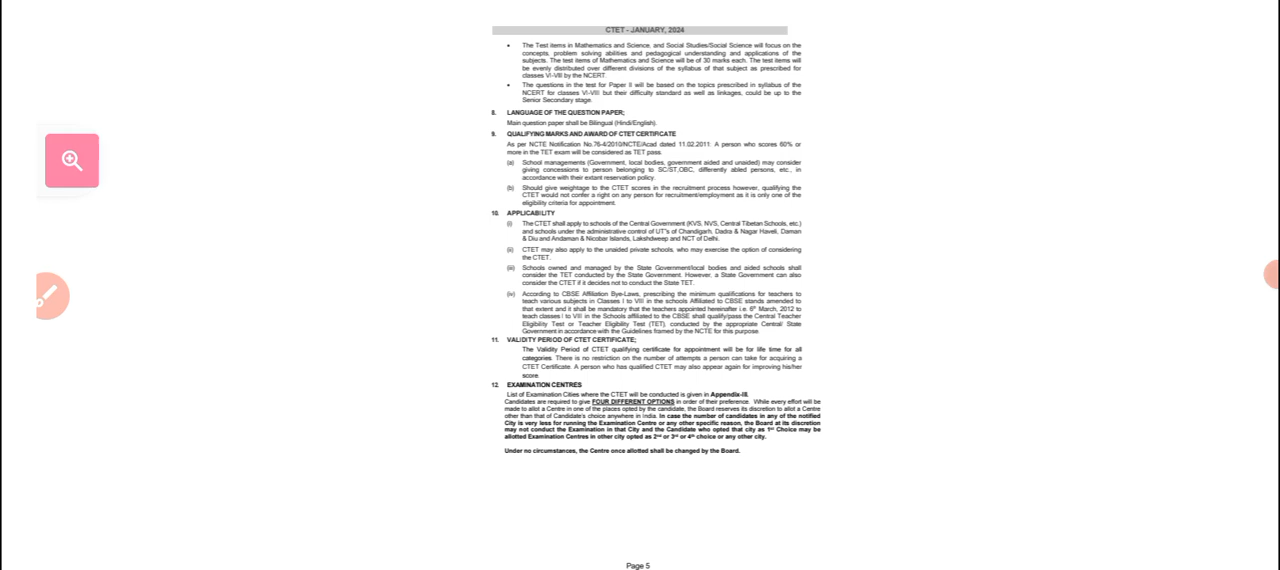 CTET - JANUARY, 2024
• The Test items in Mathematics and Science, and Social Studies/Social Science will focus on the
concepts, problem solving abilities and pedagogical understanding and applications of the
subjects. The test items of Mathematics and Science will be of 30 marks each. The test items will
be evenly distributed over different divisions of the syllabus of that subject as prescribed for
classes VI-VIII by the NCERT.
• The questions in the test for Paper II will be based on the topics prescribed in syllabus of the
NCERT for classes VI-VIII but their difficulty standard as well as linkages, could be up to the
Senior Secondary stage.
8. LANGUAGE OF THE QUESTION PAPER;
Main question paper shall be Bilingual (Hindi/English).
9. QUALIFYING MARKS AND AWARD OF CTET CERTIFICATE
As per NCTE Notification No.76-4/2010/NCTE/Acad dated 11.02.2011: A person who scores 60% or
more in the TET exam will be considered as TET pass.
(a) School managements (Government, local bodies, government aided and unaided) may consider
giving concessions to person belonging to SC/ST,OBC, differently abled persons, etc., in
accordance with their extant reservation policy.
(b) Should give weightage to the CTET scores in the recruitment process however, qualifying the
CTET would not confer a right on any person for recruitment/employment as it is only one of the
eligibility criteria for appointment.
10. APPLICABILITY
(i) The CTET shall apply to schools of the Central Government (KVS, NVS, Central Tibetan Schools, etc.)
and schools under the administrative control of UT's of Chandigarh, Dadra & Nagar Haveli, Daman
& Diu and Andaman & Nicobar Islands, Lakshdweep and NCT of Delhi.
(ii) CTET may also apply to the unaided private schools, who may exercise the option of considering
the CTET.
(iii) Schools owned and managed by the State Government/local bodies and aided schools shall
consider the TET conducted by the State Government. However, a State Government can also
consider the CTET if it decides not to conduct the State TET.
(iv) According to CBSE Affiliation Bye-Laws, prescribing the minimum qualifications for teachers to
teach various subjects in Classes I to VIII in the schools Affiliated to CBSE stands amended to
that extent and it shall be mandatory that the teachers appointed hereinafter i.e. 6th March, 2012 to
teach classes I to VIII in the Schools affiliated to the CBSE shall qualify/pass the Central Teacher
Eligibility Test or Teacher Eligibility Test (TET), conducted by the appropriate Central/ State
Government in accordance with the Guidelines framed by the NCTE for this purpose.
11. VALIDITY PERIOD OF CTET CERTIFICATE;
The Validity Period of CTET qualifying certificate for appointment will be for life time for all
categories. There is no restriction on the number of attempts a person can take for acquiring a
CTET Certificate. A person who has qualified CTET may also appear again for improving his/her
score.
12. EXAMINATION CENTRES
List of Examination Cities where the CTET will be conducted is given in Appendix-III.
Candidates are required to give FOUR DIFFERENT OPTIONS in order of their preference. While every effort will be
made to allot a Centre in one of the places opted by the candidate, the Board reserves its discretion to allot a Centre
other than that of Candidate's choice anywhere in India. In case the number of candidates in any of the notified
City is very less for running the Examination Centre or any other specific reason, the Board at its discretion
may not conduct the Examination in that City and the Candidate who opted that city as 1st Choice may be
allotted Examination Centres in other city opted as 2nd or 3rd or 4th choice or any other city.
Under no circumstances, the Centre once allotted shall be changed by the Board.
Page 5